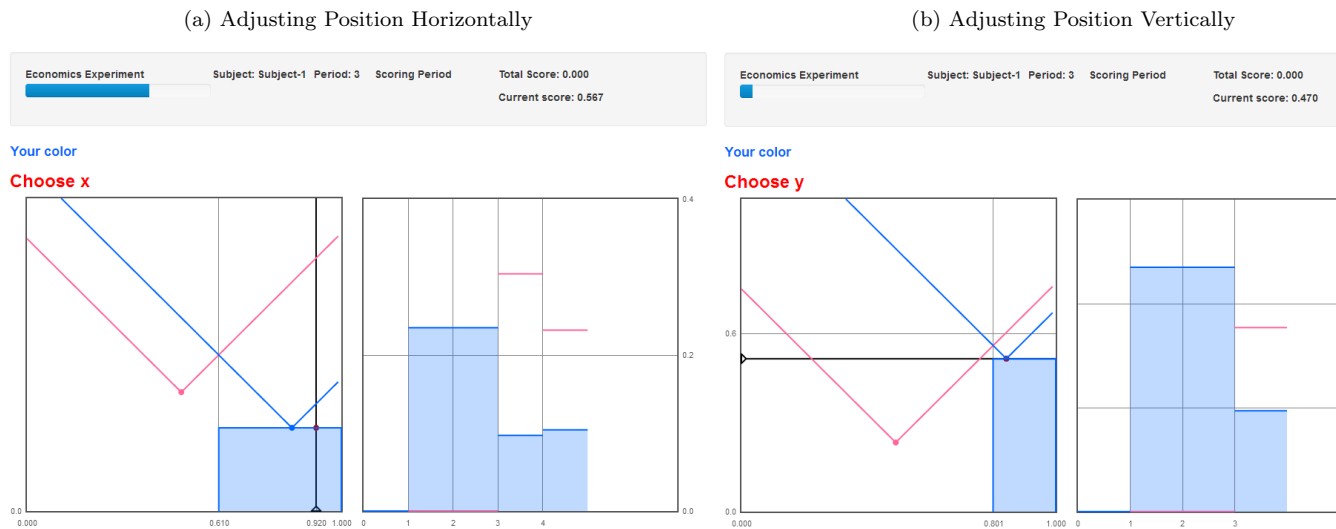 (a) Adjusting Position Horizontally
Economics Experiment Subject: Subject-1 Period: 3 Scoring Period Total Score: 0.000
Current score: 0.567
Your color
Choose x
0.4
0.2
0.0 0.0
0.000 0.610 0.920 1.000 0 1 2 3 4
(b) Adjusting Position Vertically
Economics Experiment Subject: Subject-1 Period: 3 Scoring Period Total Score: 0.000
Current score: 0.470
Your color
Choose y
0.6
0.0
0.000 0.801 1.000 0 1 2 3